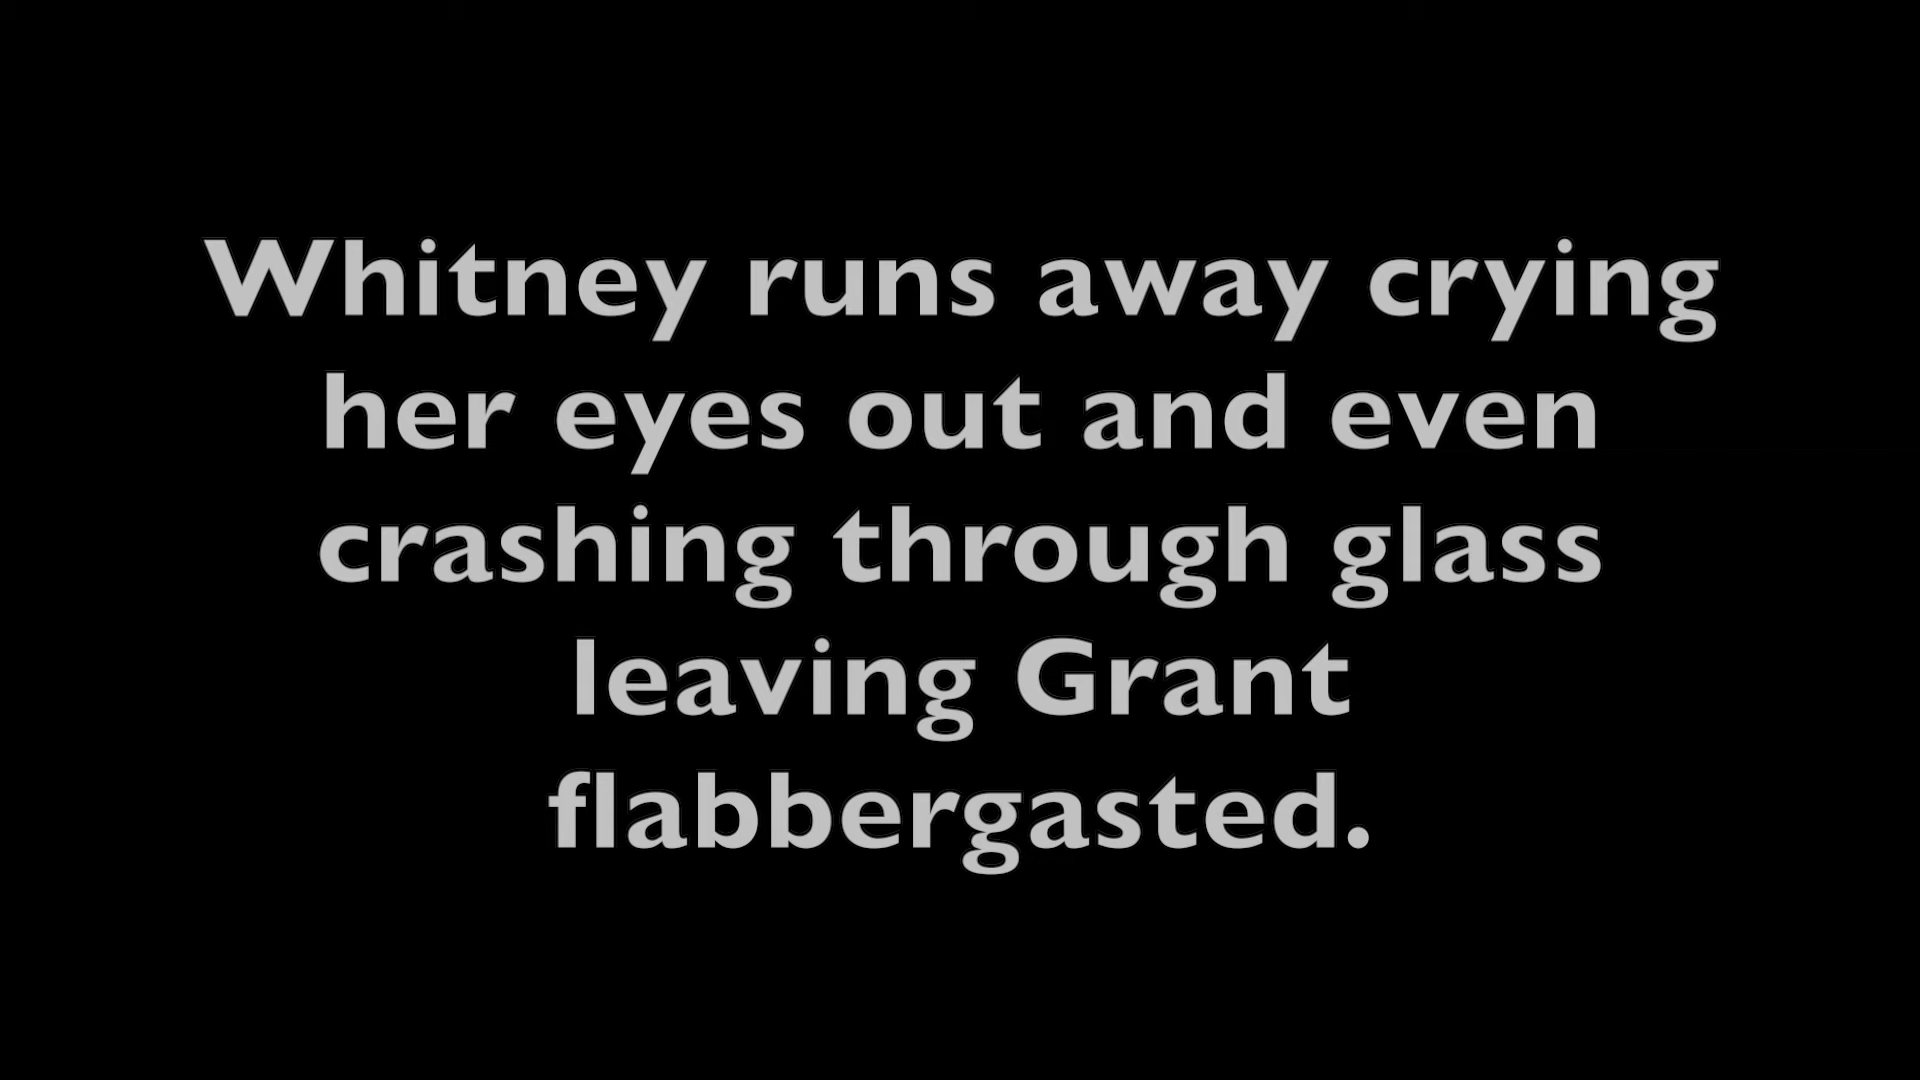 Whitney runs away crying
her eyes out and even
crashing through glass
leaving Grant
flabbergasted.